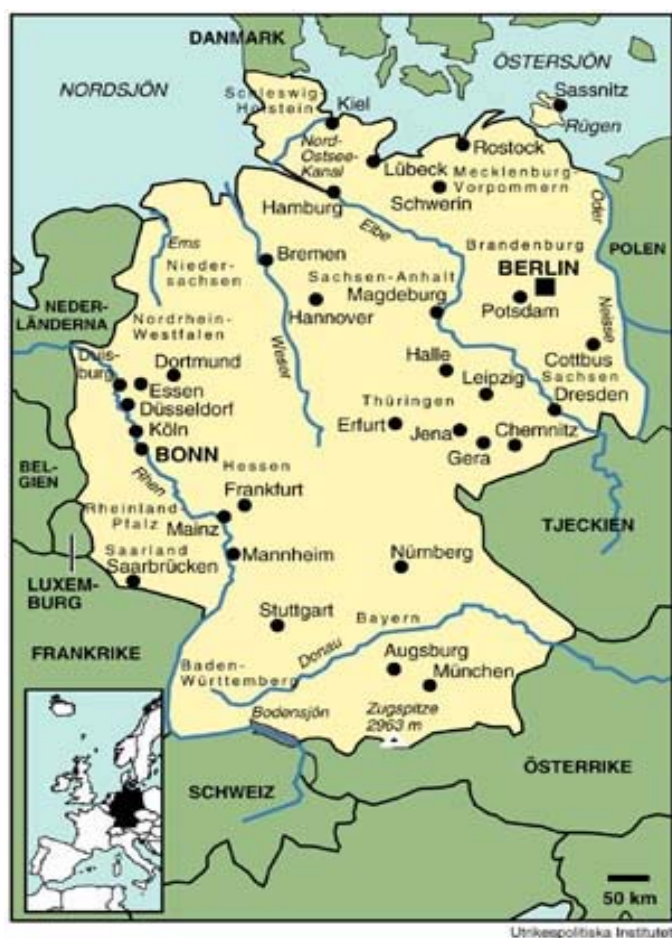 DANMARK
ÖSTERSJÖN
NORDSJÖN
Sassnitz
Schleswig-
Holstein
Kiel
Rügen
Nord-
Ostsee-
Kanal
Rostock
Lübeck
Mecklenburg-
Vorpommern
Hamburg
Schwerin
Oder
Elbe
Ems
Bremen
Brandenburg
POLEN
Nieder-
sachsen
Sachsen-Anhalt
BERLIN
Magdeburg
NEDER-
LÄNDERNA
Hannover
Potsdam
Neisse
Nordrhein-
Westfalen
Weser
Duis-
burg
Dortmund
Halle
Cottbus
Essen
Leipzig
Sachsen
Düsseldorf
Thüringen
Dresden
Köln
Erfurt
Jena
Chemnitz
BONN
Gera
BEL-
GIEN
Hessen
Rhen
Frankfurt
Rheinland
Pfalz
Mainz
TJECKIEN
Saarland
Mannheim
Nürnberg
Saarbrücken
LUXEM-
BURG
Stuttgart
Bayern
Donau
FRANKRIKE
Augsburg
Baden-
Württemberg
München
Bodensjön
Zugspitze
2963 m
ÖSTERRIKE
SCHWEIZ
50 km
Utrikespolitiska Institutet